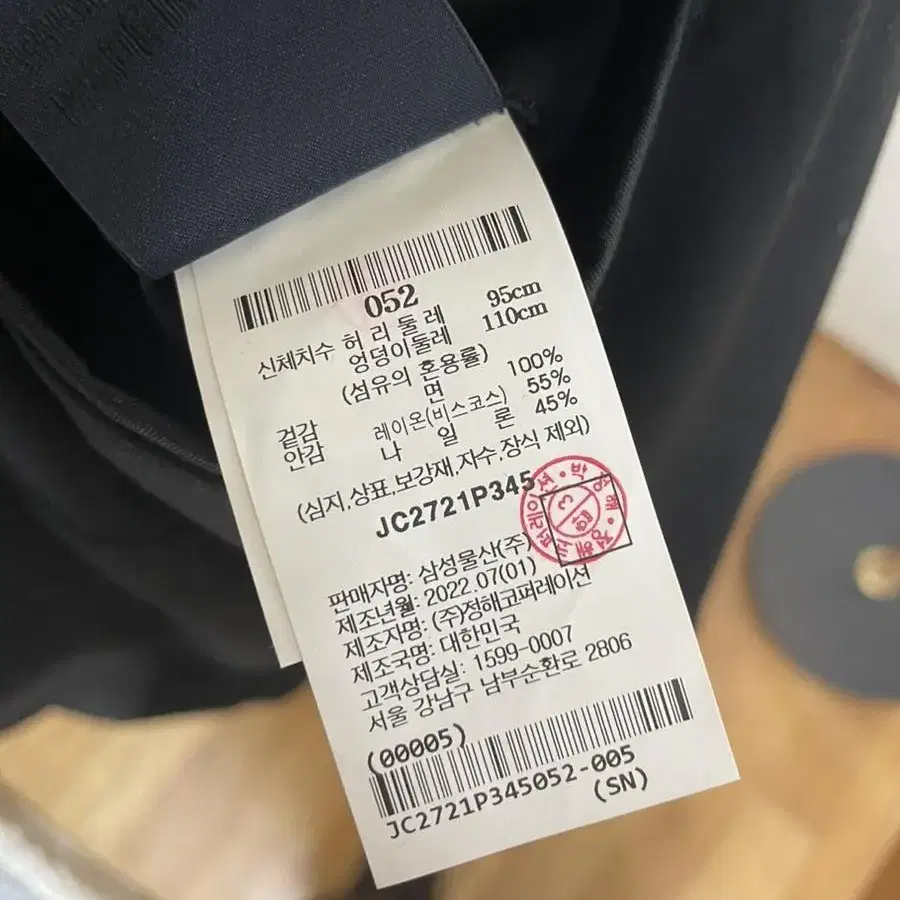 052
신체치수 허 리 둘 레 95cm
엉덩이둘레 110cm
(섬유의 혼용률)
겉감 면 100%
안감 레이온(비스코스) 55%
나 일 론 45%
(심지,상표,보강재,자수,장식 제외)
JC2721P345
판매자명: 삼성물산(주)
제조년월: 2022.07(01)
제조자명: (주)정해코퍼레이션
제조국명: 대한민국
고객상담실: 1599-0007
서울 강남구 남부순환로 2806
(00005)
JC2721P345052-005
(SN)